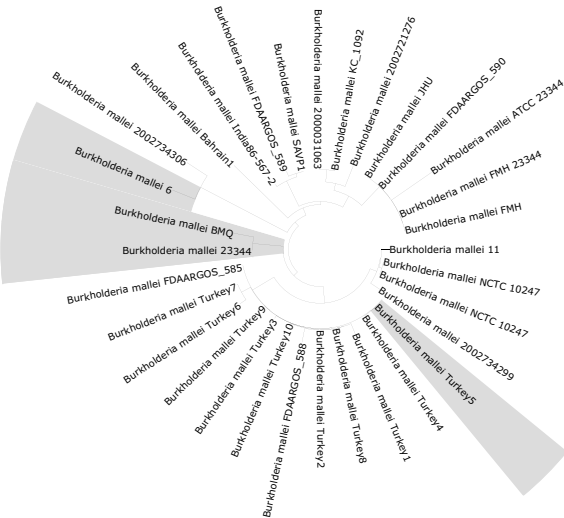 Burkholderia mallei 11
Burkholderia mallei FMH
Burkholderia mallei FMH 23344
Burkholderia mallei ATCC 23344
Burkholderia mallei FDAARGOS_590
Burkholderia mallei JHU
Burkholderia mallei 2002721276
Burkholderia mallei KC_1092
Burkholderia mallei 2000031063
Burkholderia mallei SAVP1
Burkholderia mallei FDAARGOS_589
Burkholderia mallei India86-567-2
Burkholderia mallei Bahrain1
Burkholderia mallei 2002734306
Burkholderia mallei 6
Burkholderia mallei BMQ
Burkholderia mallei 23344
Burkholderia mallei FDAARGOS_585
Burkholderia mallei Turkey7
Burkholderia mallei Turkey6
Burkholderia mallei Turkey9
Burkholderia mallei Turkey3
Burkholderia mallei Turkey10
Burkholderia mallei FDAARGOS_588
Burkholderia mallei Turkey2
Burkholderia mallei Turkey8
Burkholderia mallei Turkey1
Burkholderia mallei Turkey4
Burkholderia mallei Turkey5
Burkholderia mallei 2002734299
Burkholderia mallei NCTC 10247
Burkholderia mallei NCTC 10247